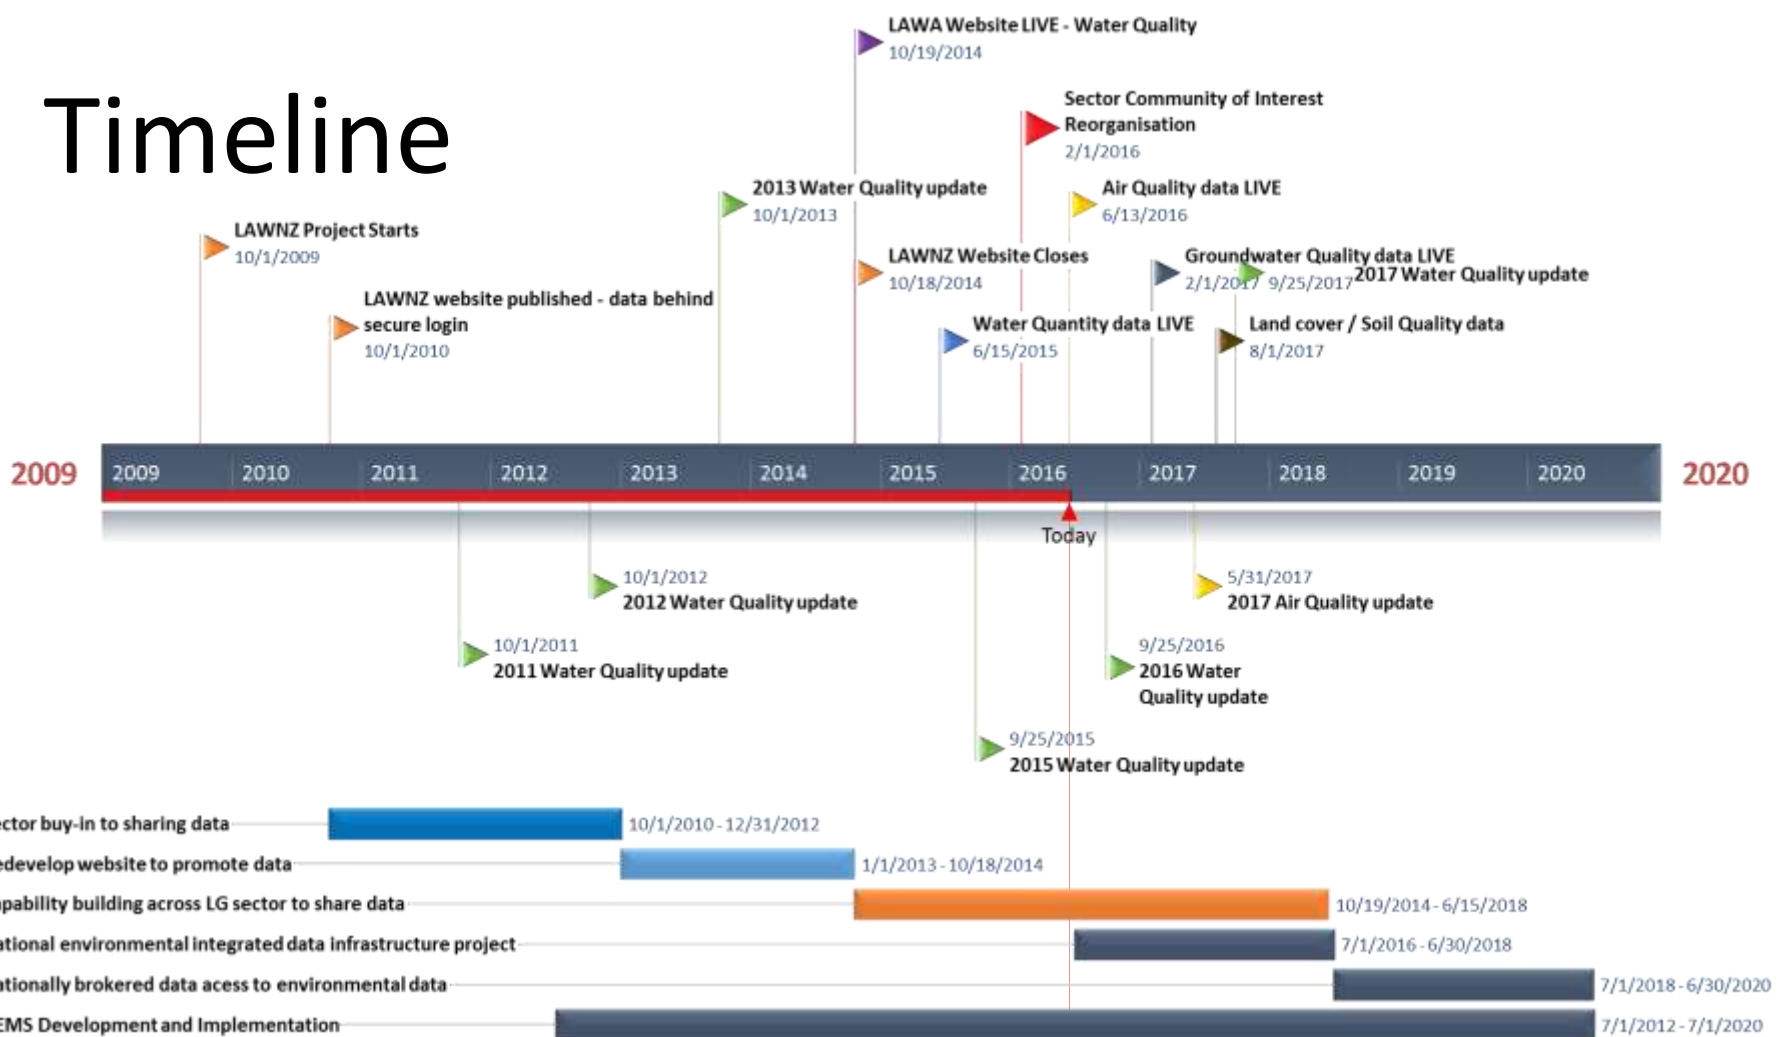 Timeline
LAWA Website LIVE - Water Quality
10/19/2014
Sector Community of Interest
Reorganisation
2/1/2016
2013 Water Quality update
10/1/2013
Air Quality data LIVE
6/13/2016
LAWNZ Project Starts
10/1/2009
LAWNZ Website Closes
10/18/2014
Groundwater Quality data LIVE
2/1/2017
9/25/2017
2017 Water Quality update
LAWNZ website published - data behind
secure login
10/1/2010
Water Quantity data LIVE
6/15/2015
Land cover / Soil Quality data
8/1/2017
2009
2009 2010 2011 2012 2013 2014 2015 2016 2017 2018 2019 2020
2020
Today
10/1/2012
2012 Water Quality update
5/31/2017
2017 Air Quality update
10/1/2011
2011 Water Quality update
9/25/2016
2016 Water
Quality update
9/25/2015
2015 Water Quality update
ector buy-in to sharing data 10/1/2010 - 12/31/2012
edevelop website to promote data 1/1/2013 - 10/18/2014
apability building across LG sector to share data 10/19/2014 - 6/15/2018
ational environmental integrated data infrastructure project 7/1/2016 - 6/30/2018
ationally brokered data acess to environmental data 7/1/2018 - 6/30/2020
EMS Development and Implementation 7/1/2012 - 7/1/2020